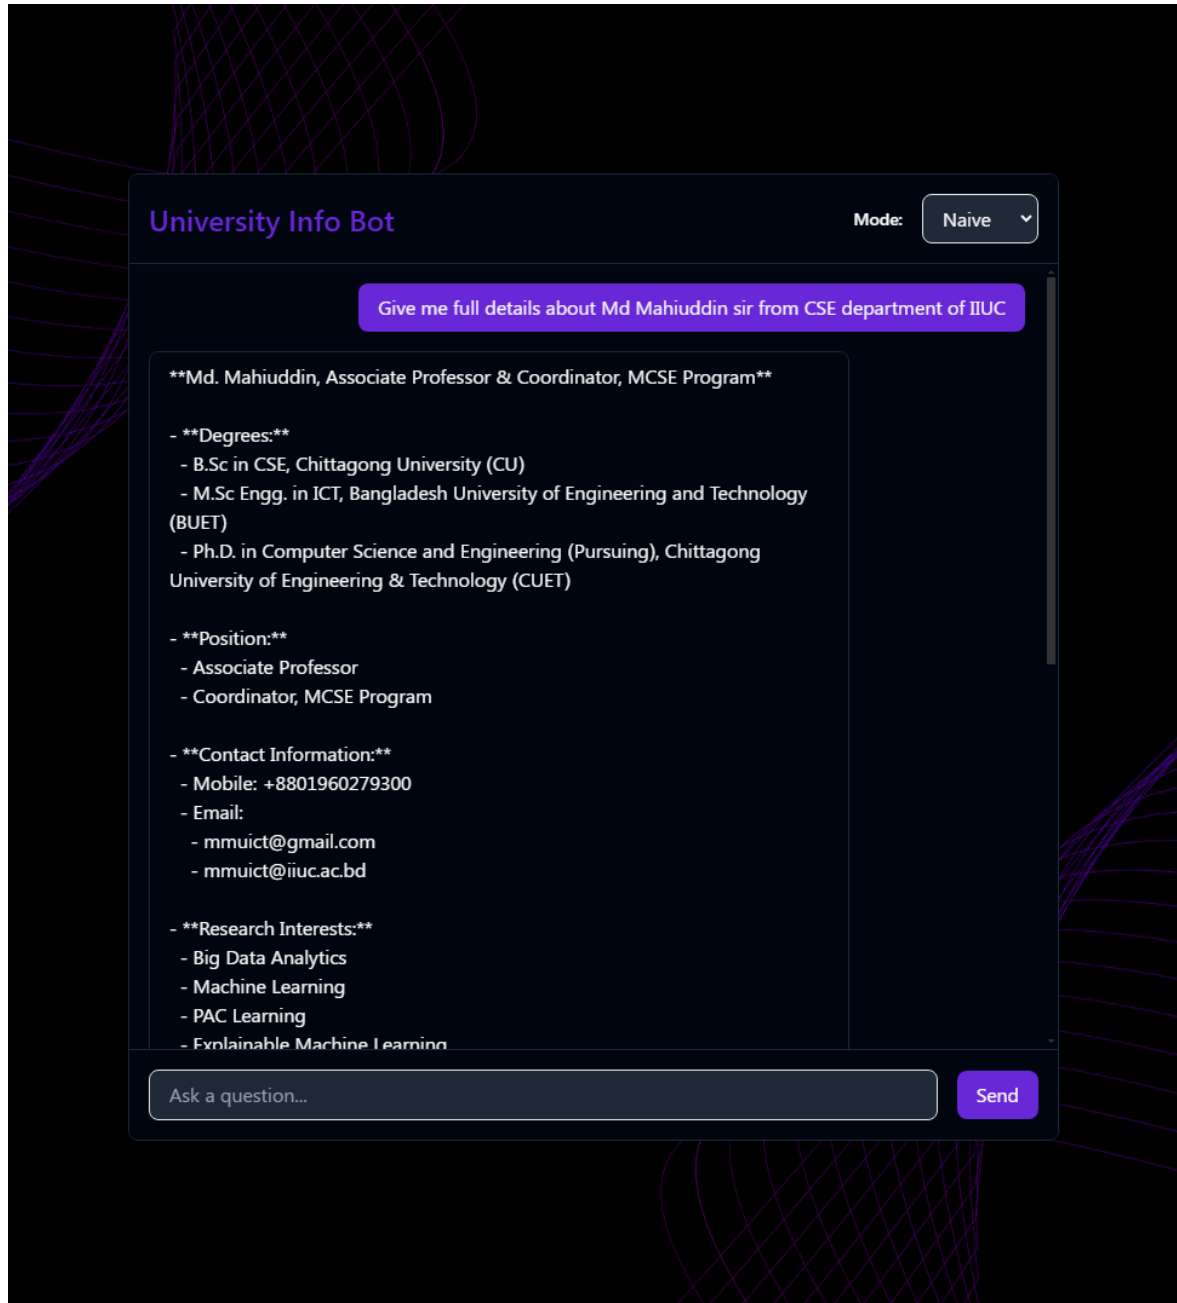 University Info Bot
Mode:
Naive
Give me full details about Md Mahiuddin sir from CSE department of IIUC
**Md. Mahiuddin, Associate Professor & Coordinator, MCSE Program**
- **Degrees:**
- B.Sc in CSE, Chittagong University (CU)
- M.Sc Engg. in ICT, Bangladesh University of Engineering and Technology
(BUET)
- Ph.D. in Computer Science and Engineering (Pursuing), Chittagong
University of Engineering & Technology (CUET)
- **Position:**
- Associate Professor
- Coordinator, MCSE Program
- **Contact Information:**
- Mobile: +8801960279300
- Email:
- mmuict@gmail.com
- mmuict@iiuc.ac.bd
- **Research Interests:**
- Big Data Analytics
- Machine Learning
- PAC Learning
- Explainable Machine Learning
Ask a question...
Send